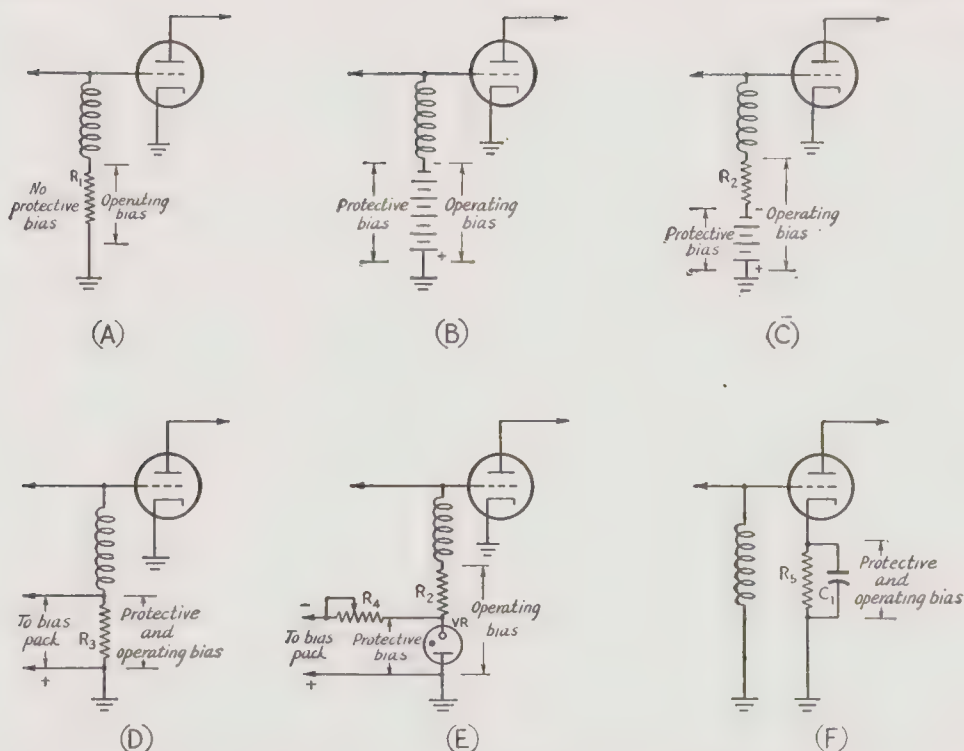 R1
No
protective
bias
Operating
bias
(A)
-
Protective
bias
Operating
bias
+
(B)
R2
-
Protective
bias
Operating
bias
+
(C)
To bias
pack
+
R3
Protective
and
operating bias
(D)
-
R4
R2
To bias
pack
Protective
bias
VR
Operating
bias
+
(E)
R5
C1
Protective
and
operating bias
(F)